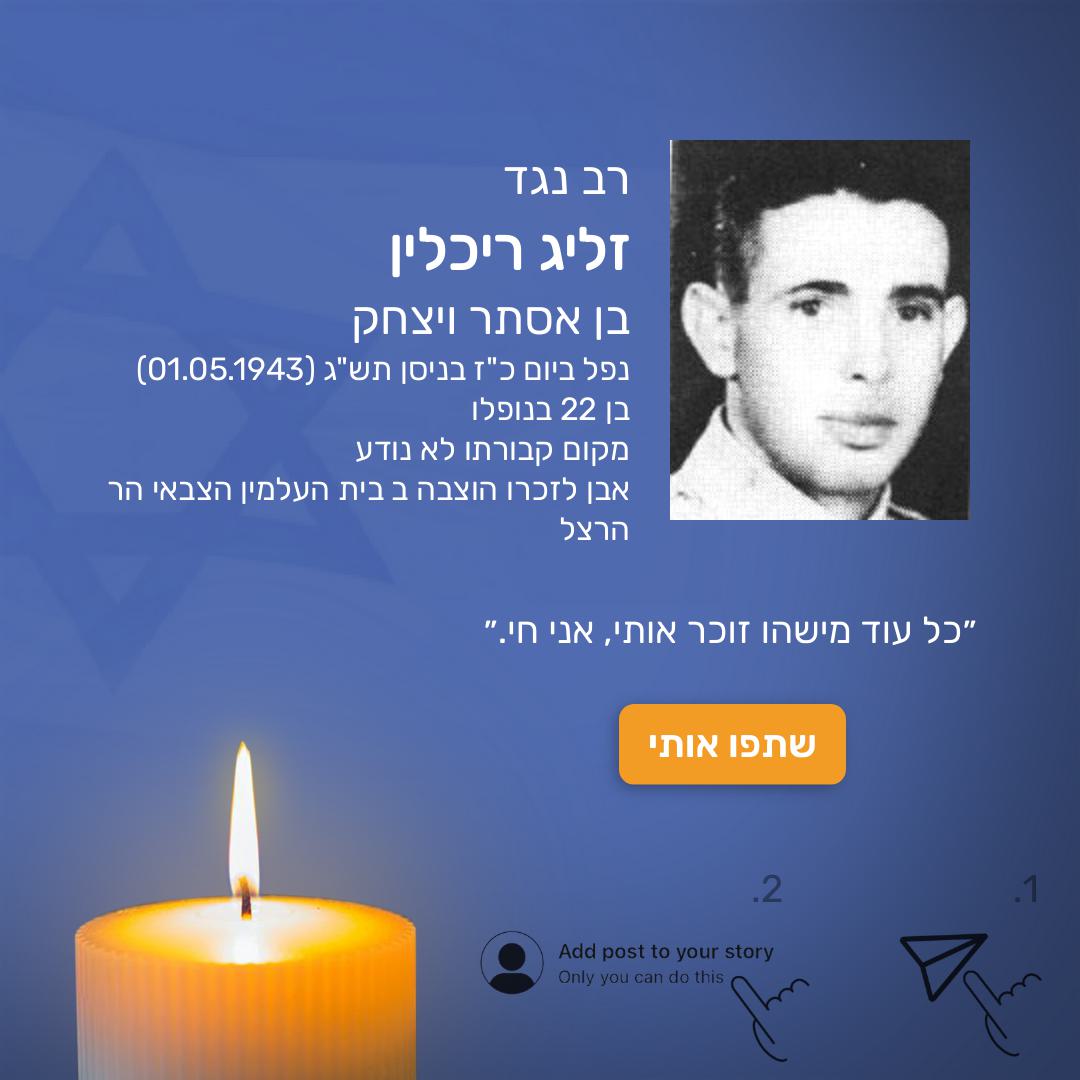 רב נגד
זליג ריכלין
בן אסתר ויצחק
נפל ביום כ"ז בניסן תש"ג (01.05.1943)
בן 22 בנופלו
מקום קבורתו לא נודע
אבן לזכרו הוצבה ב בית העלמין הצבאי הר
הרצל
״כל עוד מישהו זוכר אותי, אני חי.״
שתפו אותי
.1
.2
Add post to your story
Only you can do this